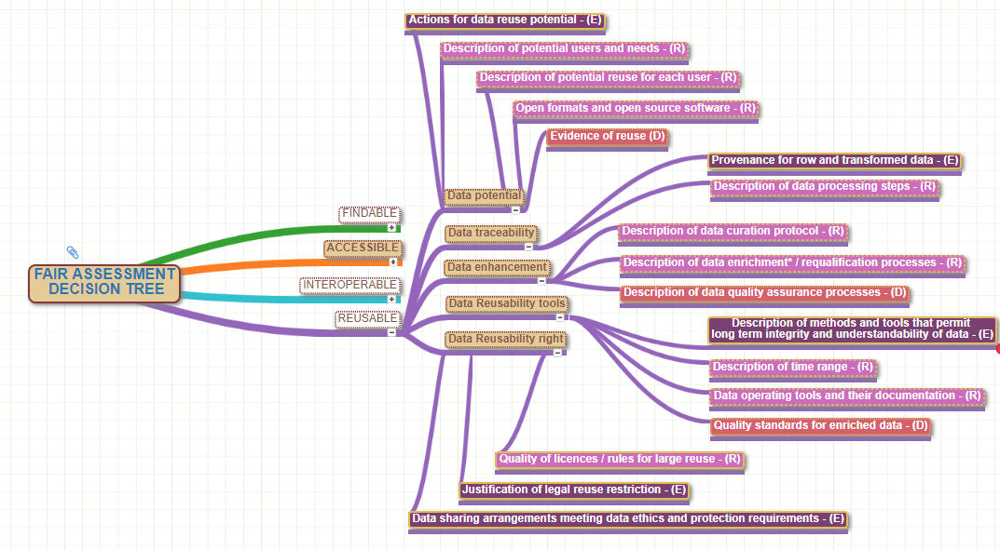 Actions for data reuse potential - (E)
Description of potential users and needs - (R)
Description of potential reuse for each user - (R)
Open formats and open source software - (R)
Evidence of reuse (D)
Provenance for row and transformed data - (E)
Description of data processing steps - (R)
Data potential
FINDABLE
Data traceability
Description of data curation protocol - (R)
ACCESSIBLE
Data enhancement
Description of data enrichment* / requalification processes - (R)
FAIR ASSESSMENT
DECISION TREE
INTEROPERABLE
Description of data quality assurance processes - (D)
Data Reusability tools
REUSABLE
Description of methods and tools that permit
long term integrity and understandability of data - (E)
Data Reusability right
Description of time range - (R)
Data operating tools and their documentation - (R)
Quality standards for enriched data - (D)
Quality of licences / rules for large reuse - (R)
Justification of legal reuse restriction - (E)
Data sharing arrangements meeting data ethics and protection requirements - (E)